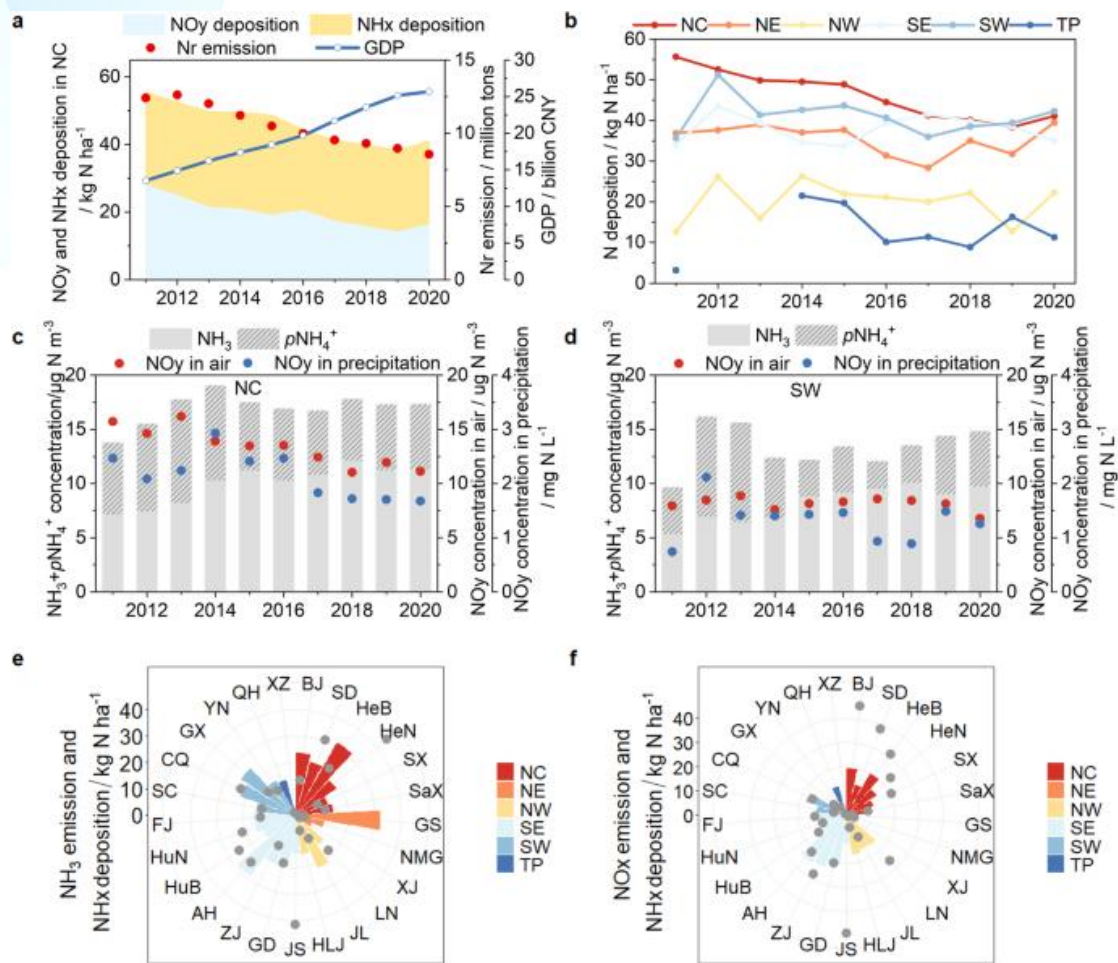 a
NOy deposition NHx deposition
Nr emission GDP
NOy and NHx deposition in NC
/ kg N ha⁻¹
60
40
20
0
15
10
5
0
Nr emission / million tons
30
25
20
15
10
5
0
GDP / billion CNY
2012 2014 2016 2018 2020
b
NC NE NW SE SW TP
N deposition / kg N ha⁻¹
60
50
40
30
20
10
0
2012 2014 2016 2018 2020
c
NH₃ pNH₄⁺
NOy in air NOy in precipitation
NC
NH₃+pNH₄⁺ concentration/μg N m⁻³
20
15
10
5
0
20
15
10
5
0
NOy concentration in air / ug N m⁻³
4
3
2
1
0
NOy concentration in precipitation
/ mg N L⁻¹
2012 2014 2016 2018 2020
d
NH₃ pNH₄⁺
NOy in air NOy in precipitation
SW
NH₃+pNH₄⁺ concentration/μg N m⁻³
20
15
10
5
0
20
15
10
5
0
NOy concentration in air / ug N m⁻³
4
3
2
1
0
NOy concentration in precipitation
/ mg N L⁻¹
2012 2014 2016 2018 2020
e
NH₃ emission and
NHx deposition / kg N ha⁻¹
40
30
20
10
0
XZ
BJ
SD
HeB
HeN
SX
SaX
GS
NMG
XJ
LN
JL
HLJ
JS
GD
ZJ
AH
HuB
HuN
FJ
SC
CQ
GX
YN
QH
NC
NE
NW
SE
SW
TP
f
NOx emission and
NHx deposition / kg N ha⁻¹
40
30
20
10
0
XZ
BJ
SD
HeB
HeN
SX
SaX
GS
NMG
XJ
LN
JL
HLJ
JS
GD
ZJ
AH
HuB
HuN
FJ
SC
CQ
GX
YN
QH
NC
NE
NW
SE
SW
TP